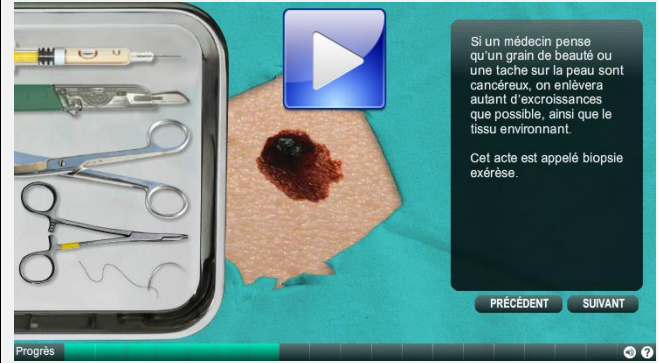 Si un médecin pense
qu'un grain de beauté ou
une tache sur la peau sont
cancéreux, on enlèvera
autant d'excroissances
que possible, ainsi que le
tissu environnant.
Cet acte est appelé biopsie
exérèse.
PRÉCÉDENT SUIVANT
Progrès
?